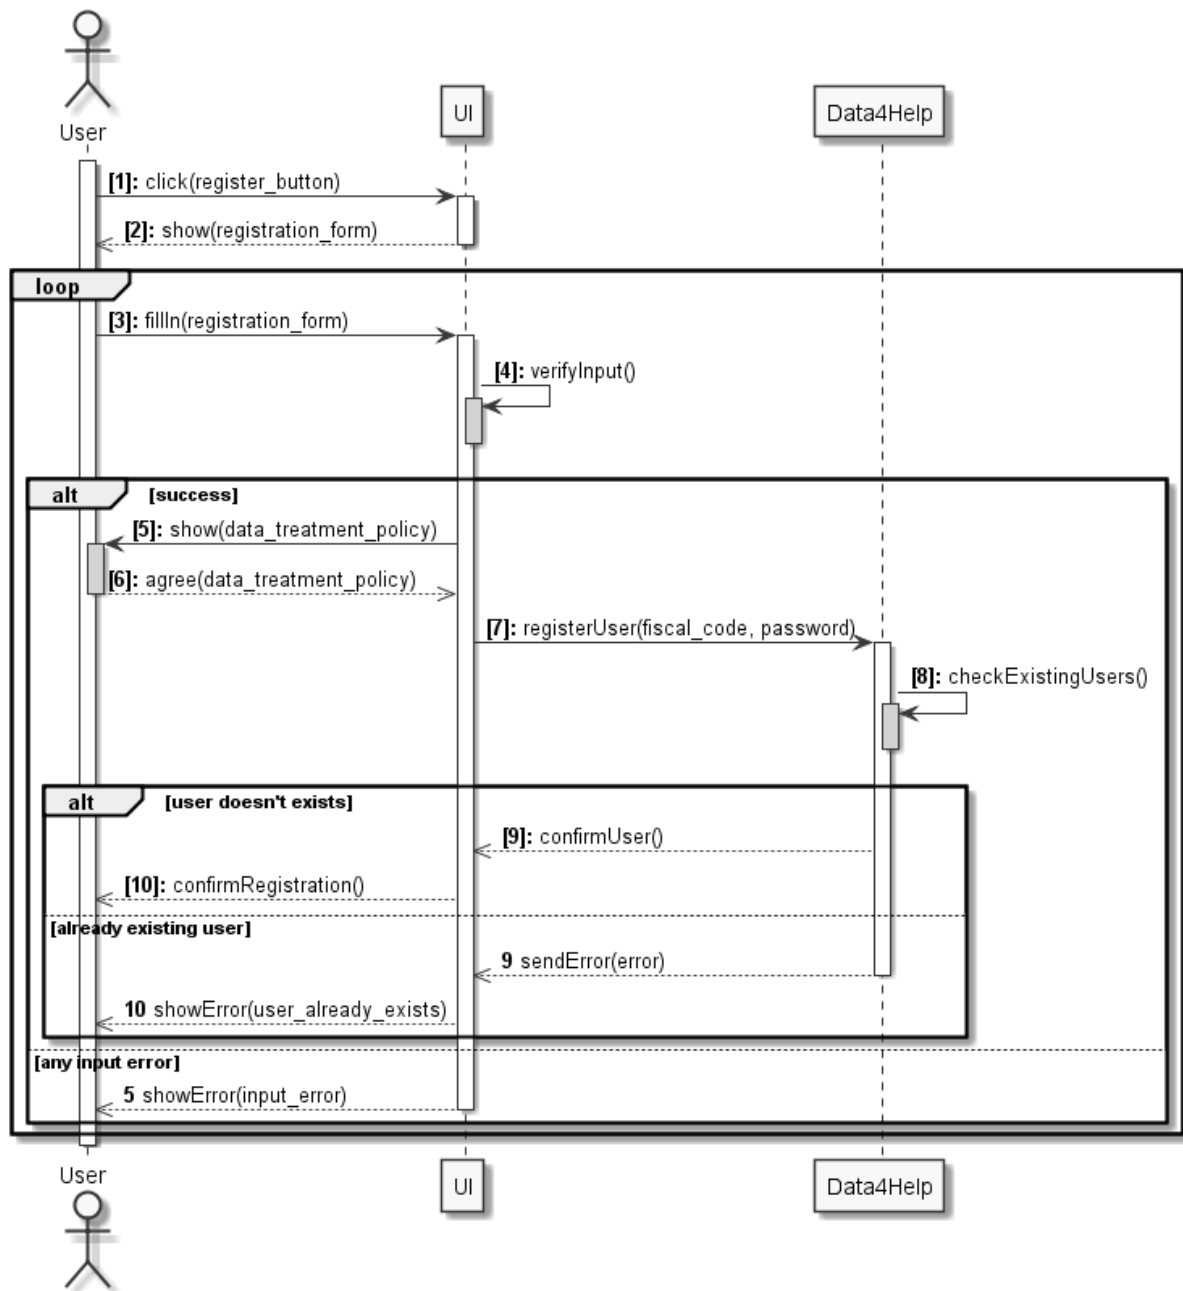 User
UI
Data4Help
[1]: click(register_button)
[2]: show(registration_form)
loop
[3]: fillIn(registration_form)
[4]: verifyInput()
alt [success]
[5]: show(data_treatment_policy)
[6]: agree(data_treatment_policy)
[7]: registerUser(fiscal_code, password)
[8]: checkExistingUsers()
alt [user doesn't exists]
[9]: confirmUser()
[10]: confirmRegistration()
[already existing user]
9 sendError(error)
10 showError(user_already_exists)
[any input error]
5 showError(input_error)
User
UI
Data4Help